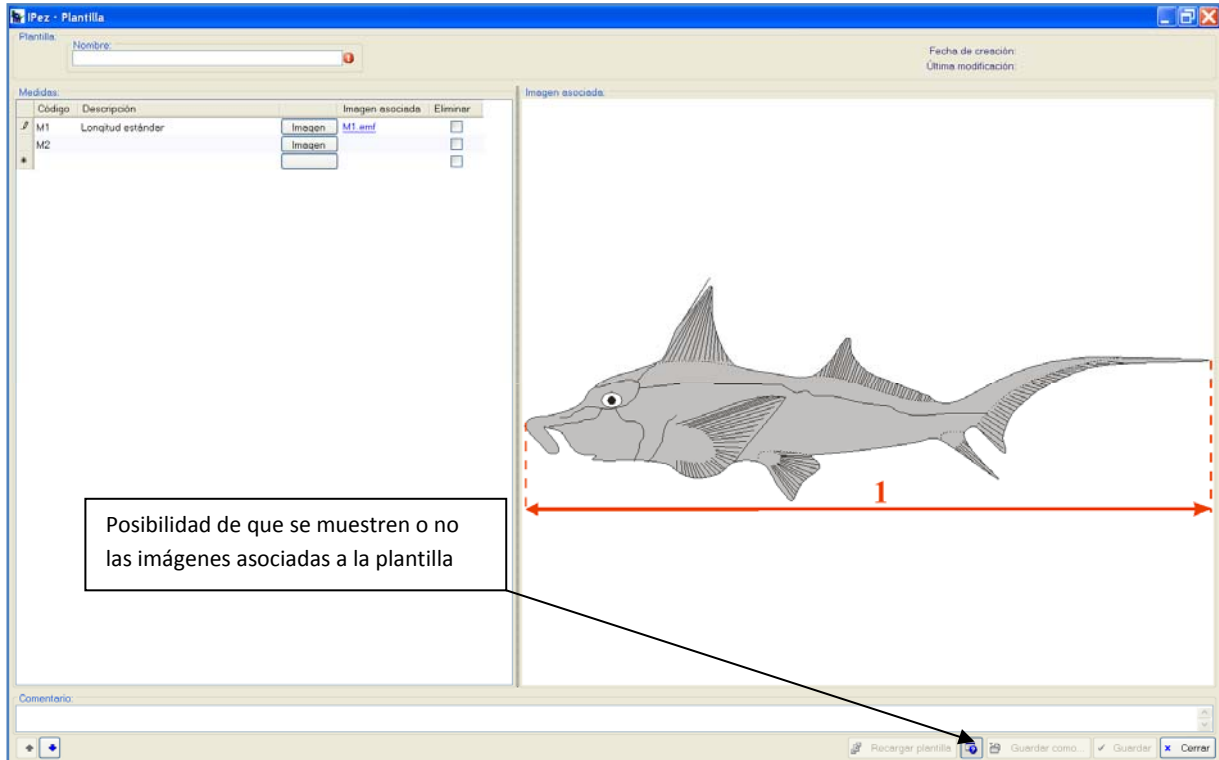 IPez - Plantilla
Plantilla:
Nombre:
Fecha de creación:
Última modificación:
Medidas:
Código Descripción Imagen asociada Eliminar
M1 Longitud estándar Imagen M1.emf
M2 Imagen
*
Imagen asociada:
1
Posibilidad de que se muestren o no
las imágenes asociadas a la plantilla
Comentario:
Recargar plantilla Guardar como... Guardar Cerrar